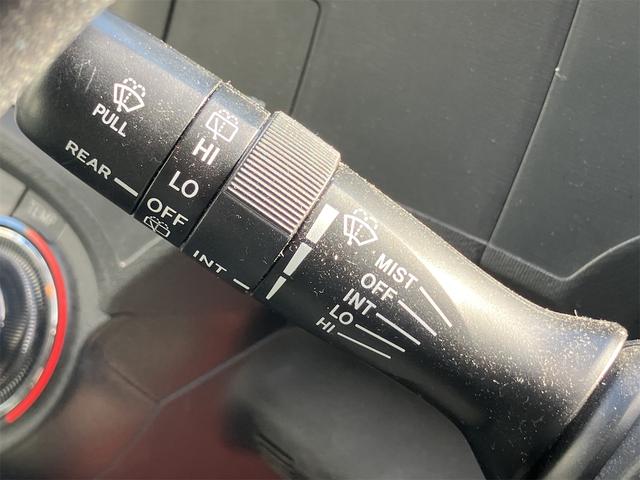 PULL
REAR
HI
LO
OFF
INT
MIST
OFF
INT
LO
HI